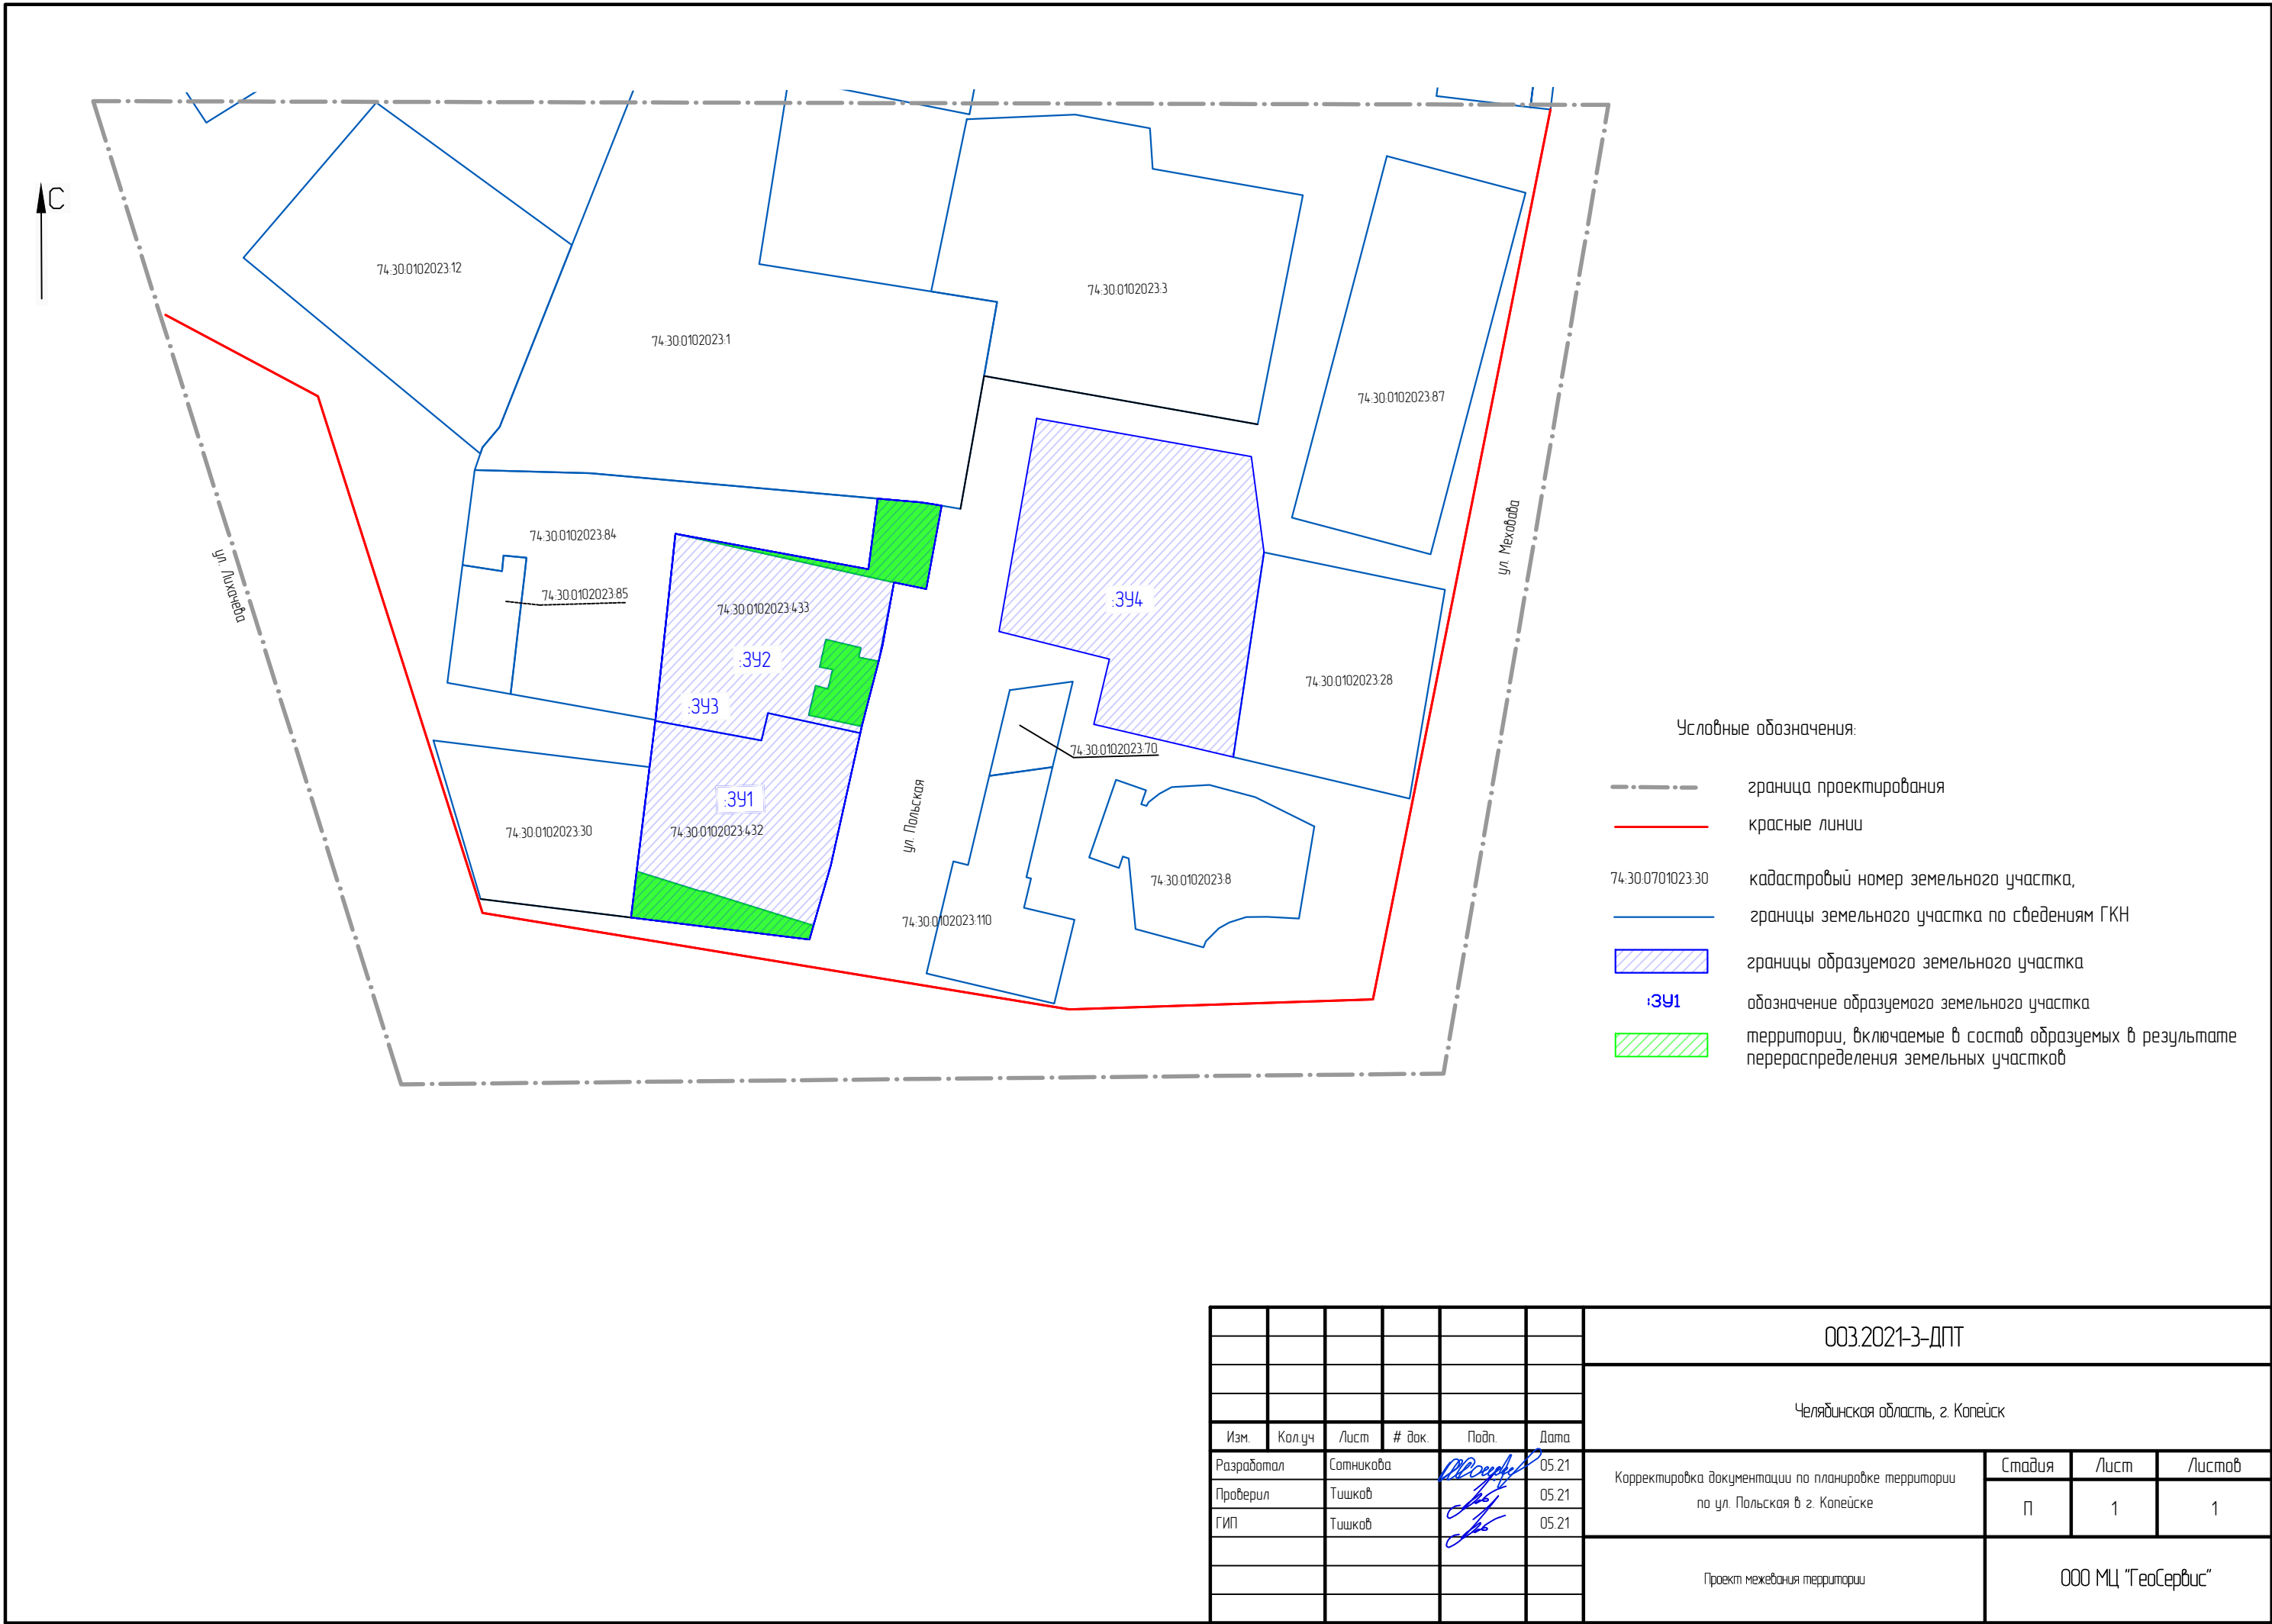 С
74:30:0102023:12
74:30:0102023:3
74:30:0102023:1
74:30:0102023:87
ул. Меховова
74:30:0102023:84
ул. Лихачева
74:30:0102023:85
74:30:0102023:433
:ЗУ4
:ЗУ2
74:30:0102023:28
:ЗУ3
74:30:0102023:70
:ЗУ1
ул. Польская
74:30:0102023:30
74:30:0102023:432
74:30:0102023:8
74:30:0102023:110
Условные обозначения:
граница проектирования
красные линии
74:30:0701023:30 кадастровый номер земельного участка,
границы земельного участка по сведениям ГКН
границы образуемого земельного участка
:ЗУ1 обозначение образуемого земельного участка
территории, включаемые в состав образуемых в результате
перераспределения земельных участков
003.2021-3-ДПТ
Челябинская область, г. Копейск
Изм. Кол.уч Лист # док. Подп. Дата
Разработал Сотникова 05.21
Проверил Тишков 05.21
ГИП Тишков 05.21
Корректировка документации по планировке территории
по ул. Польская в г. Копейске
Стадия Лист Листов
П 1 1
Проект межевания территории
ООО МЦ "ГеоСервис"